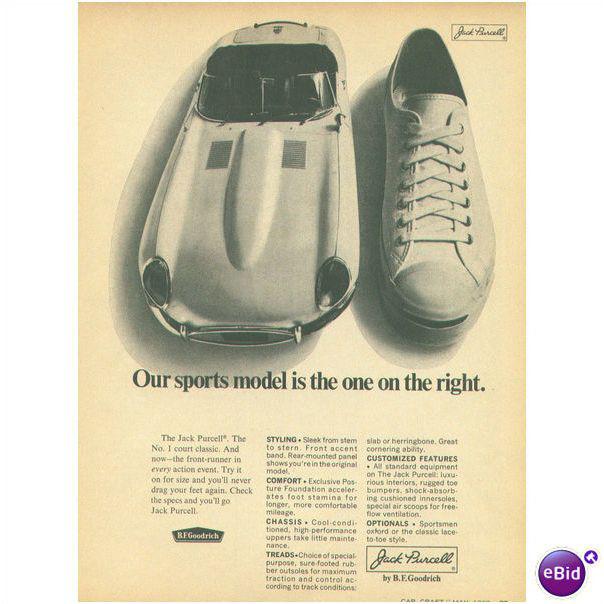 Jack Purcell®
Our sports model is the one on the right.
The Jack Purcell®. The
No. 1 court classic. And
now—the front-runner in
every action event. Try it
on for size and you'll never
drag your feet again. Check
the specs and you'll go
Jack Purcell.
B.F.Goodrich
STYLING • Sleek from stem
to stern. Front accent
band. Rear-mounted panel
shows you're in the original
model.
COMFORT • Exclusive Pos-
ture Foundation acceler-
ates foot stamina for
longer, more comfortable
mileage.
CHASSIS • Cool-condi-
tioned, high-performance
uppers take little mainte-
nance.
TREADS • Choice of special-
purpose, sure-footed rub-
ber outsoles for maximum
traction and control ac-
cording to track conditions:
slab or herringbone. Great
cornering ability.
CUSTOMIZED FEATURES
• All standard equipment
on The Jack Purcell: luxu-
rious interiors, rugged toe
bumpers, shock-absorb-
ing cushioned innersoles,
special air scoops for free-
flow ventilation.
OPTIONALS • Sportsmen
oxford or the classic lace-
to-toe style.
Jack Purcell®
by B.F.Goodrich
CAR CRAFT MAY
eBid